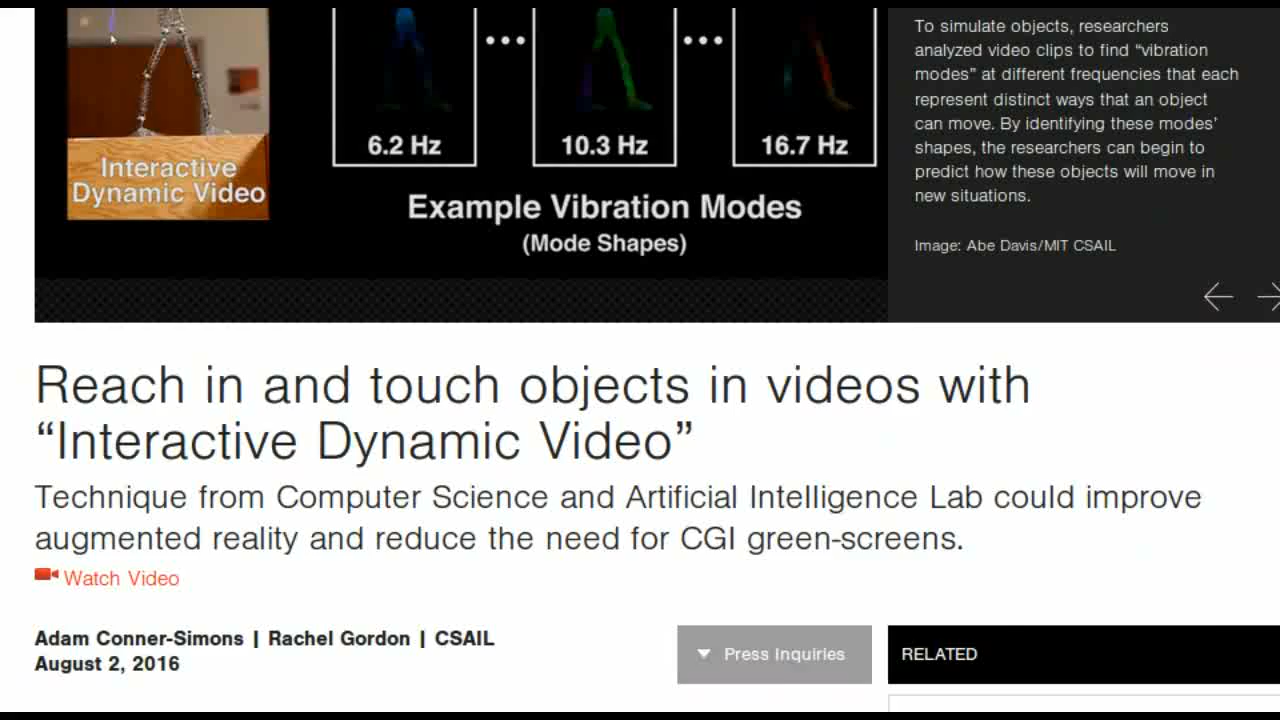 Interactive
Dynamic Video
6.2 Hz
10.3 Hz
16.7 Hz
Example Vibration Modes
(Mode Shapes)
To simulate objects, researchers
analyzed video clips to find “vibration
modes” at different frequencies that each
represent distinct ways that an object
can move. By identifying these modes’
shapes, the researchers can begin to
predict how these objects will move in
new situations.
Image: Abe Davis/MIT CSAIL
Reach in and touch objects in videos with
“Interactive Dynamic Video”
Technique from Computer Science and Artificial Intelligence Lab could improve
augmented reality and reduce the need for CGI green-screens.
Watch Video
Adam Conner-Simons | Rachel Gordon | CSAIL
August 2, 2016
Press Inquiries
RELATED